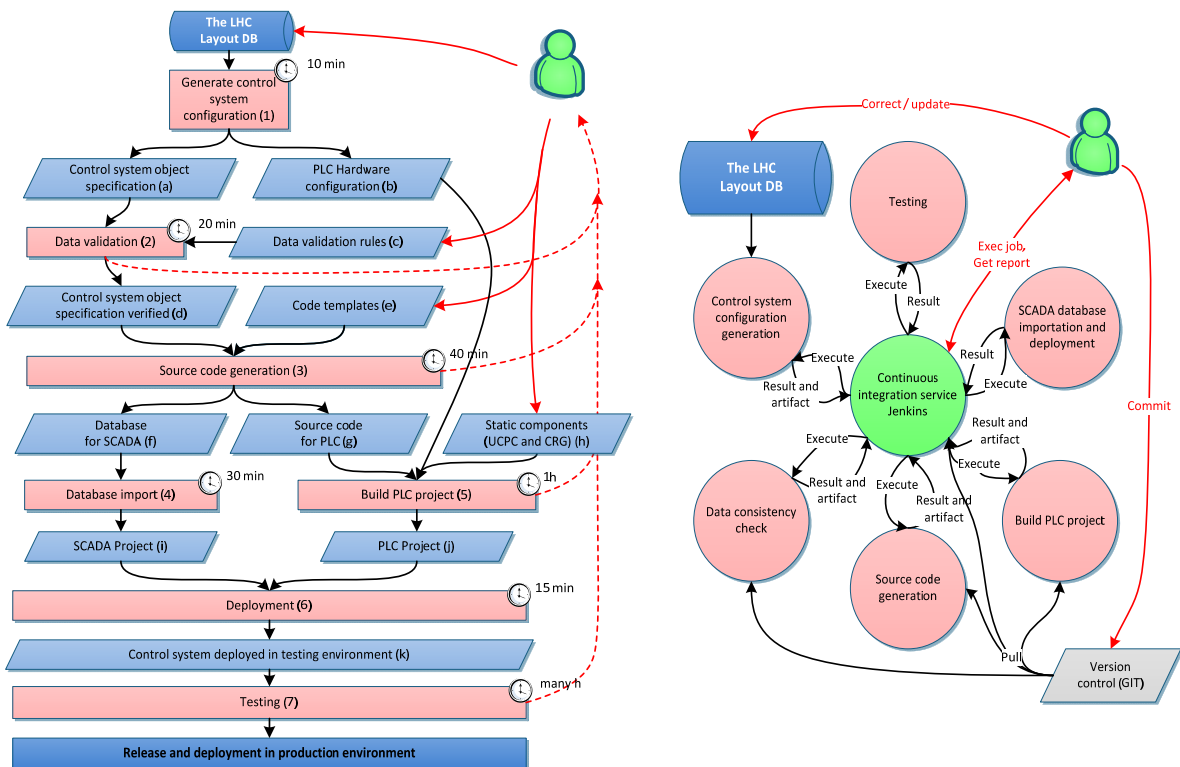 The LHC
Layout DB
10 min
Generate control
system
configuration (1)
Control system object
specification (a)
PLC Hardware
configuration (b)
20 min
Data validation (2)
Data validation rules (c)
Control system object
specification verified (d)
Code templates (e)
40 min
Source code generation (3)
Database
for SCADA (f)
Source code
for PLC (g)
Static components
(UCPC and CRG) (h)
30 min
Database import (4)
1h
Build PLC project (5)
SCADA Project (i)
PLC Project (j)
15 min
Deployment (6)
Control system deployed in testing environment (k)
many h
Testing (7)
Release and deployment in production environment
Correct / update
The LHC
Layout DB
Testing
Exec job,
Get report
Execute
Result
Control system
configuration
generation
SCADA database
importation and
deployment
Execute
Result and
artifact
Result
Execute
Continuous
integration service
Jenkins
Commit
Execute
Result and
artifact
Result and
artifact
Execute
Execute
Result and
artifact
Data consistency
check
Build PLC project
Source code
generation
Pull
Version
control (GIT)